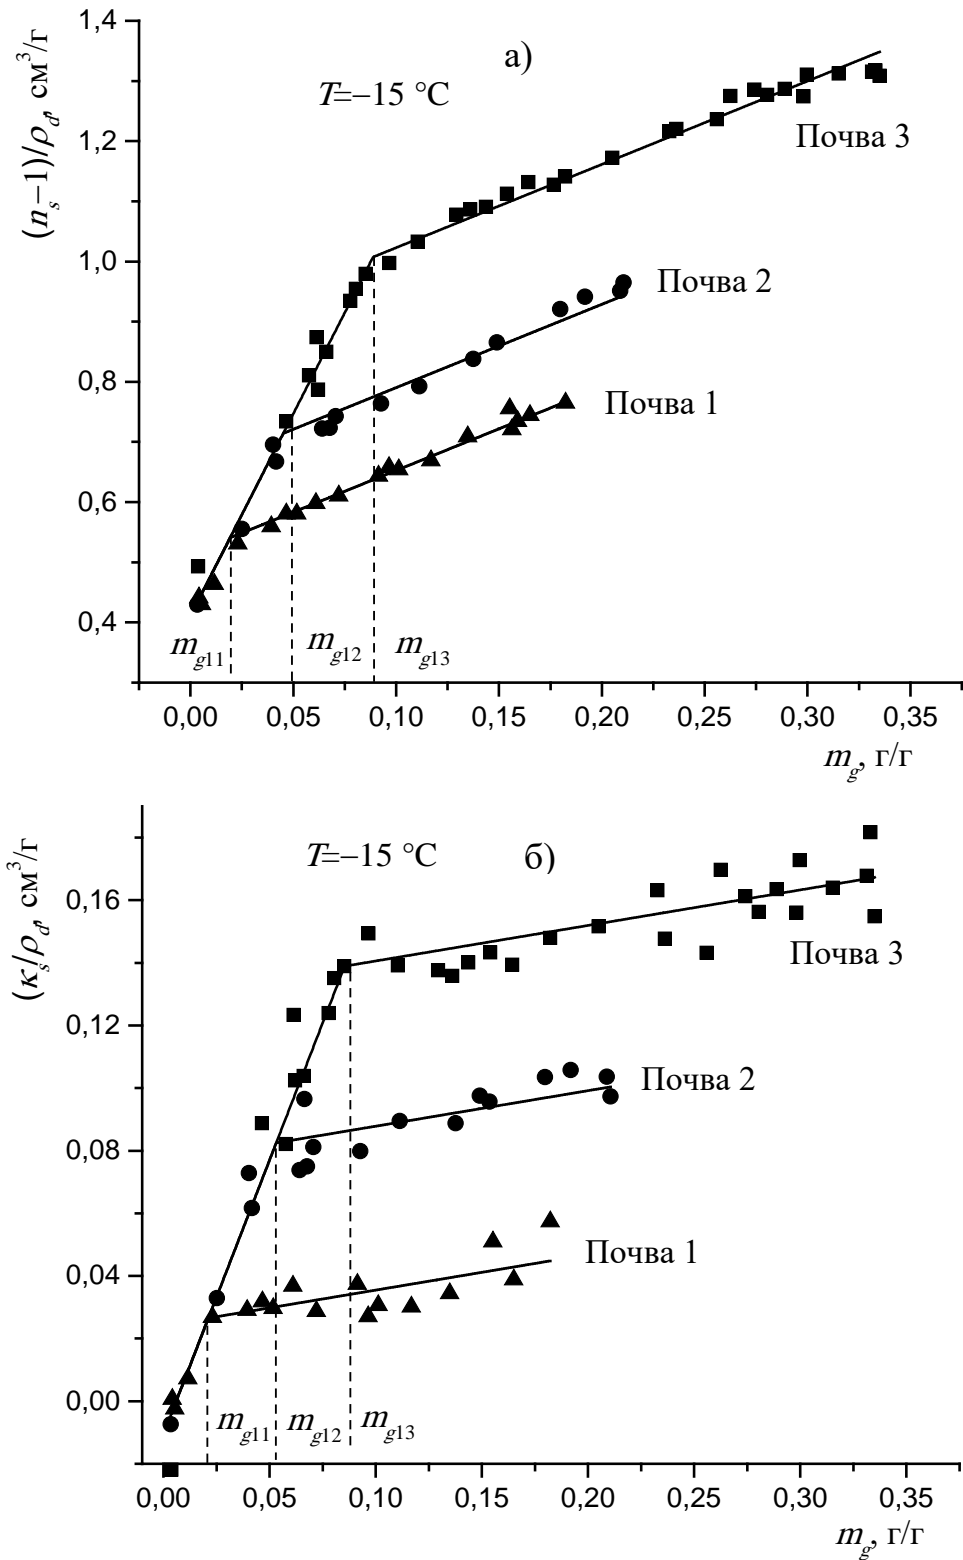 а)
T=−15 °C
(n_s−1)/ρ_d, см³/г
1,4
1,2
1,0
0,8
0,6
0,4
Почва 3
Почва 2
Почва 1
m_g11
m_g12
m_g13
0,00 0,05 0,10 0,15 0,20 0,25 0,30 0,35
m_g, г/г
T=−15 °C
б)
(κ_s/ρ_d, см³/г
0,16
0,12
0,08
0,04
0,00
Почва 3
Почва 2
Почва 1
m_g11
m_g12
m_g13
0,00 0,05 0,10 0,15 0,20 0,25 0,30 0,35
m_g, г/г